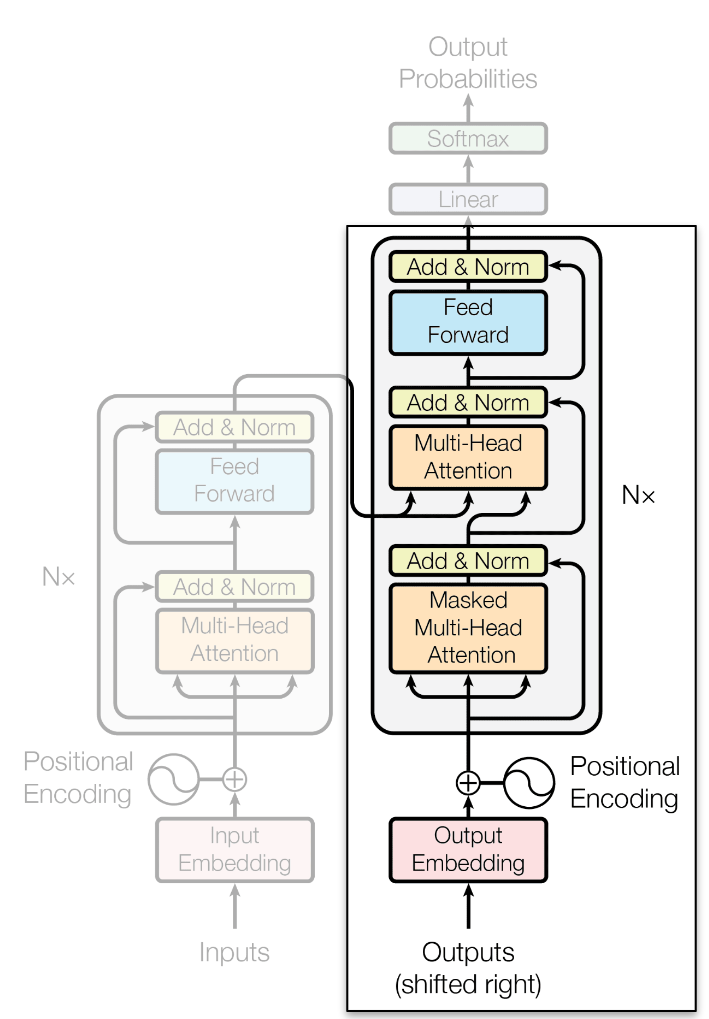 Output
Probabilities
Softmax
Linear
Add & Norm
Feed
Forward
Add & Norm
Multi-Head
Attention
Nx
Add & Norm
Masked
Multi-Head
Attention
Positional
Encoding
Output
Embedding
Outputs
(shifted right)
Add & Norm
Feed
Forward
Nx
Add & Norm
Multi-Head
Attention
Positional
Encoding
Input
Embedding
Inputs